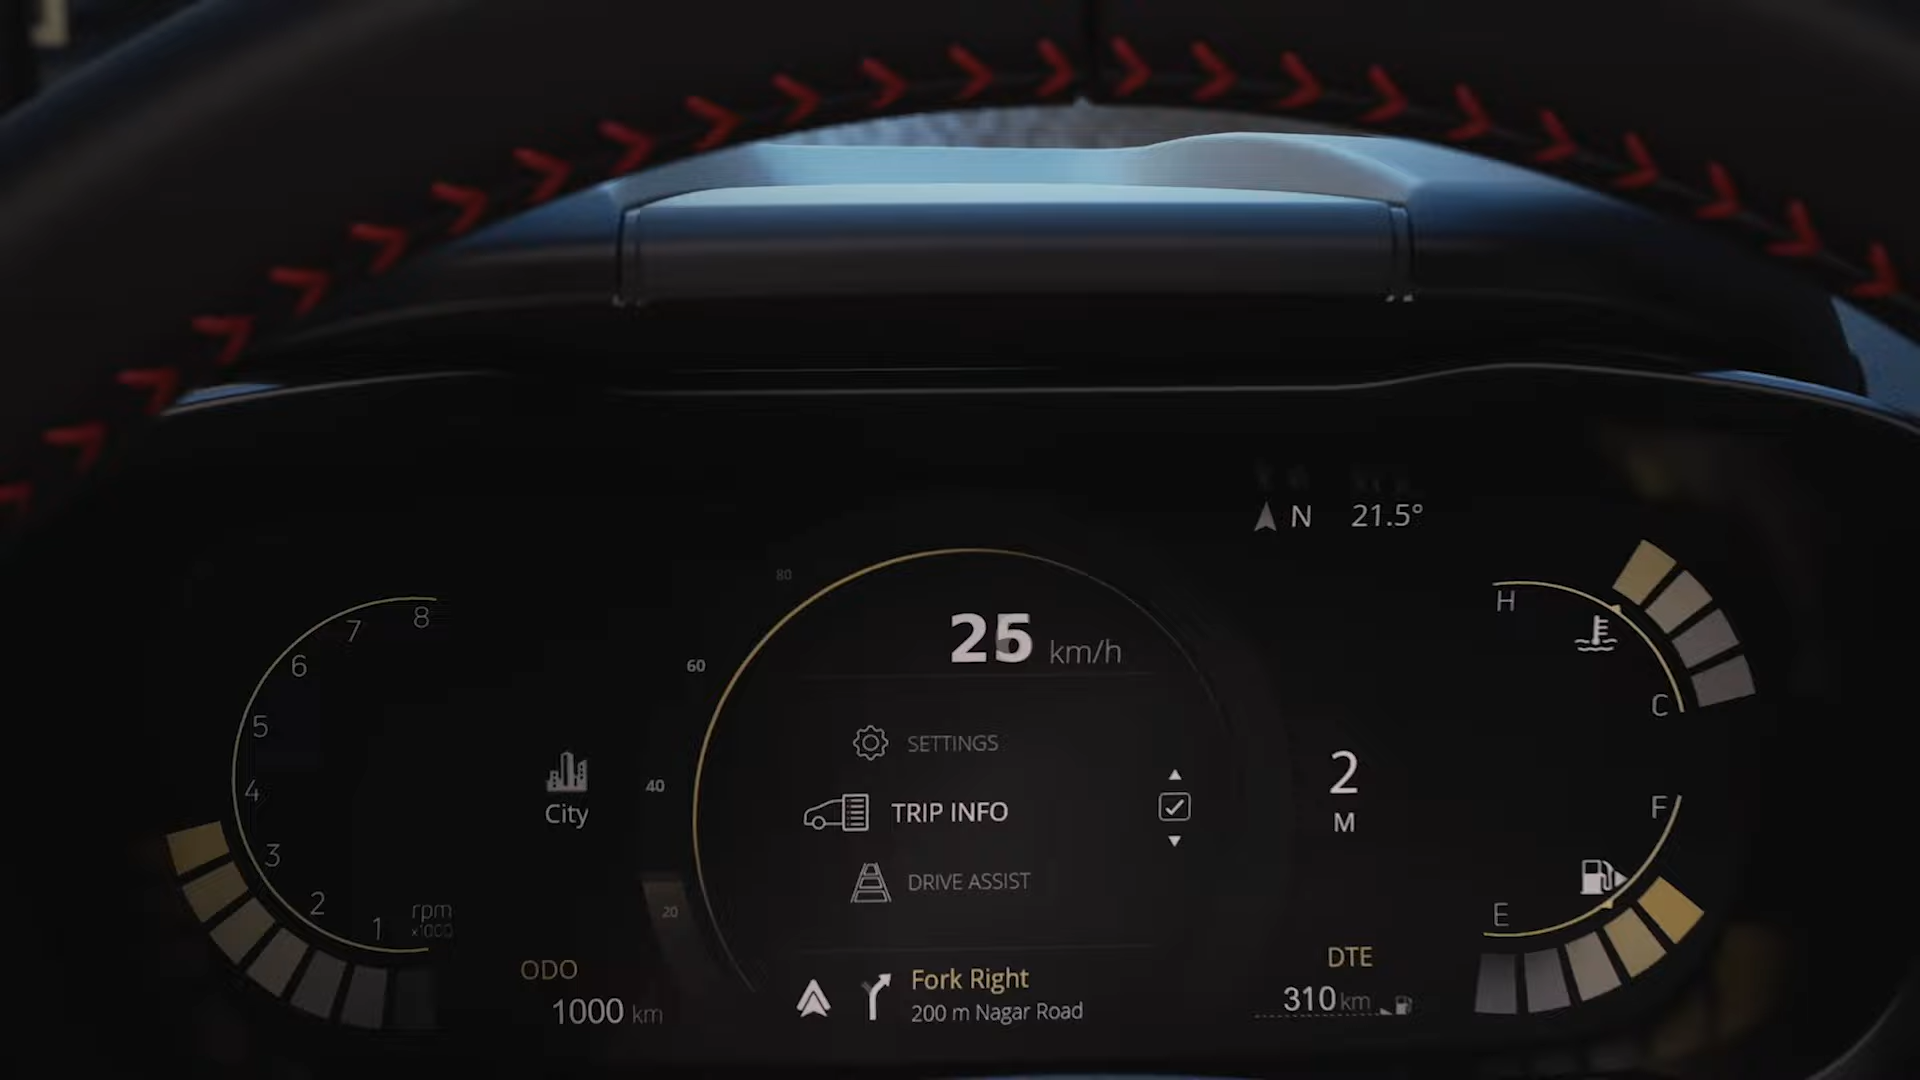 N 21.5°
8
7
6
5
4
3
2
1
rpm
x1000
City
ODO
1000 km
80
60
40
20
25 km/h
SETTINGS
TRIP INFO
DRIVE ASSIST
Fork Right
200 m Nagar Road
2
M
DTE
310 km
H
C
F
E